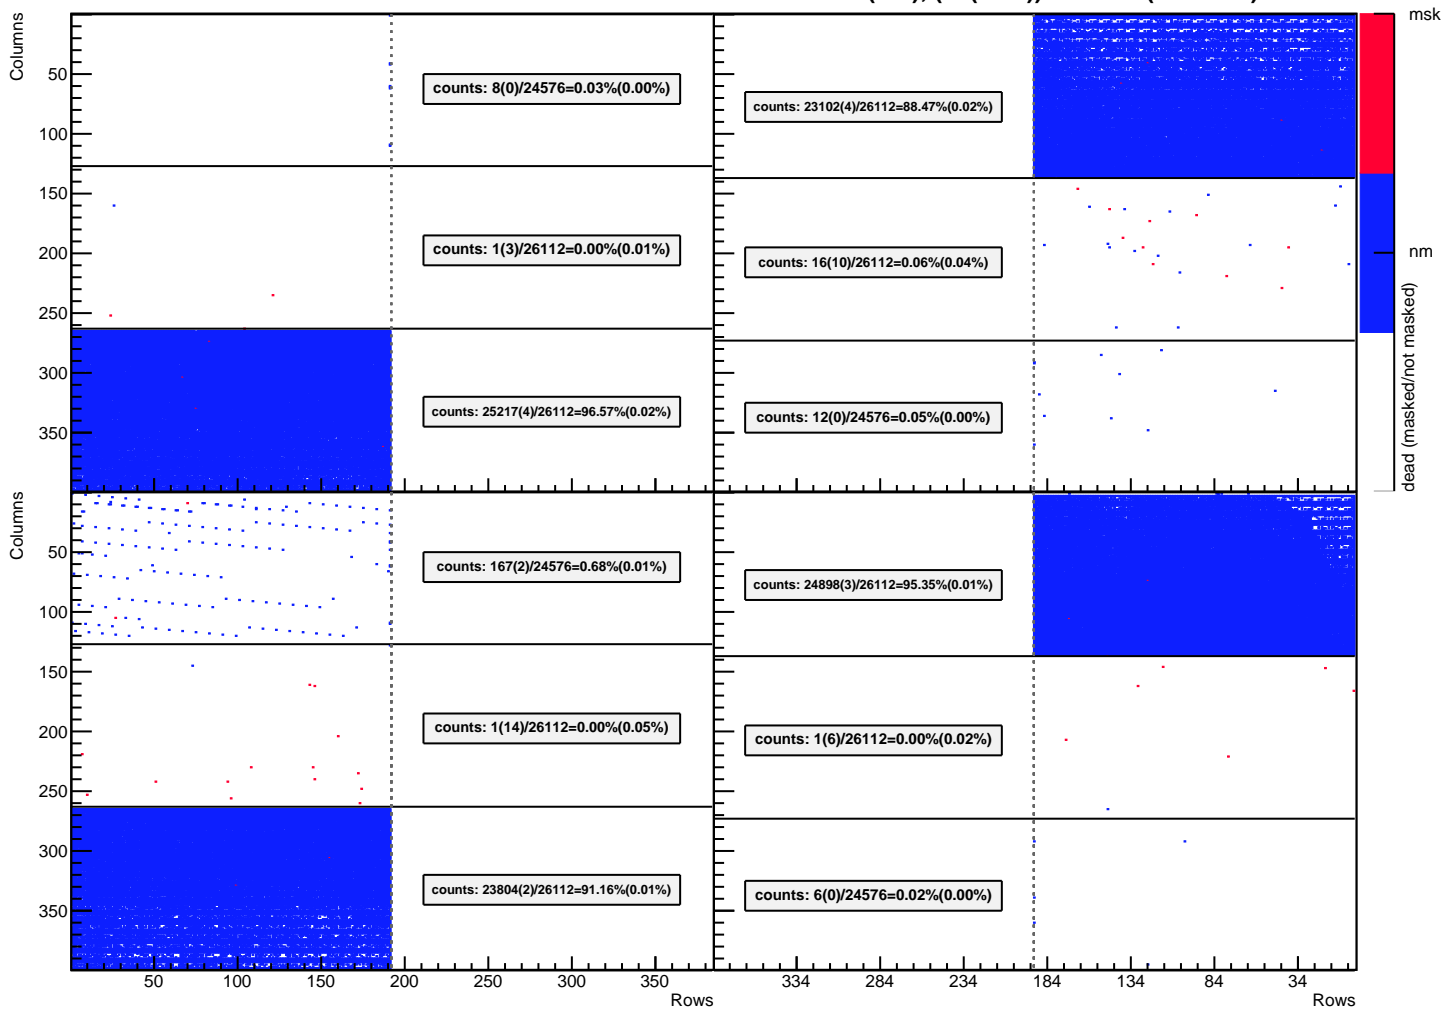 msk
nm
dead (masked/not masked)
Columns
50
100
150
200
250
300
350
counts: 8(0)/24576=0.03%(0.00%)
counts: 1(3)/26112=0.00%(0.01%)
counts: 25217(4)/26112=96.57%(0.02%)
counts: 23102(4)/26112=88.47%(0.02%)
counts: 16(10)/26112=0.06%(0.04%)
counts: 12(0)/24576=0.05%(0.00%)
Columns
50
100
150
200
250
300
350
counts: 167(2)/24576=0.68%(0.01%)
counts: 1(14)/26112=0.00%(0.05%)
counts: 23804(2)/26112=91.16%(0.01%)
counts: 24898(3)/26112=95.35%(0.01%)
counts: 1(6)/26112=0.00%(0.02%)
counts: 6(0)/24576=0.02%(0.00%)
50 100 150 200 250 300 350
Rows
334 284 234 184 134 84 34
Rows